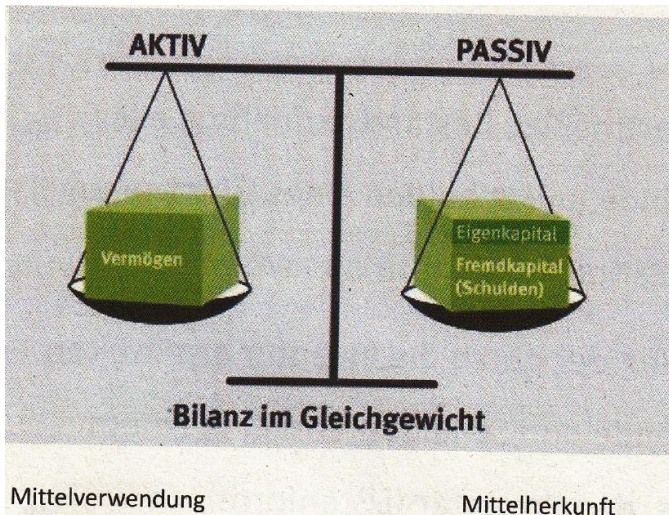 AKTIV
PASSIV
Vermögen
Eigenkapital
Fremdkapital
(Schulden)
Bilanz im Gleichgewicht
Mittelverwendung
Mittelherkunft